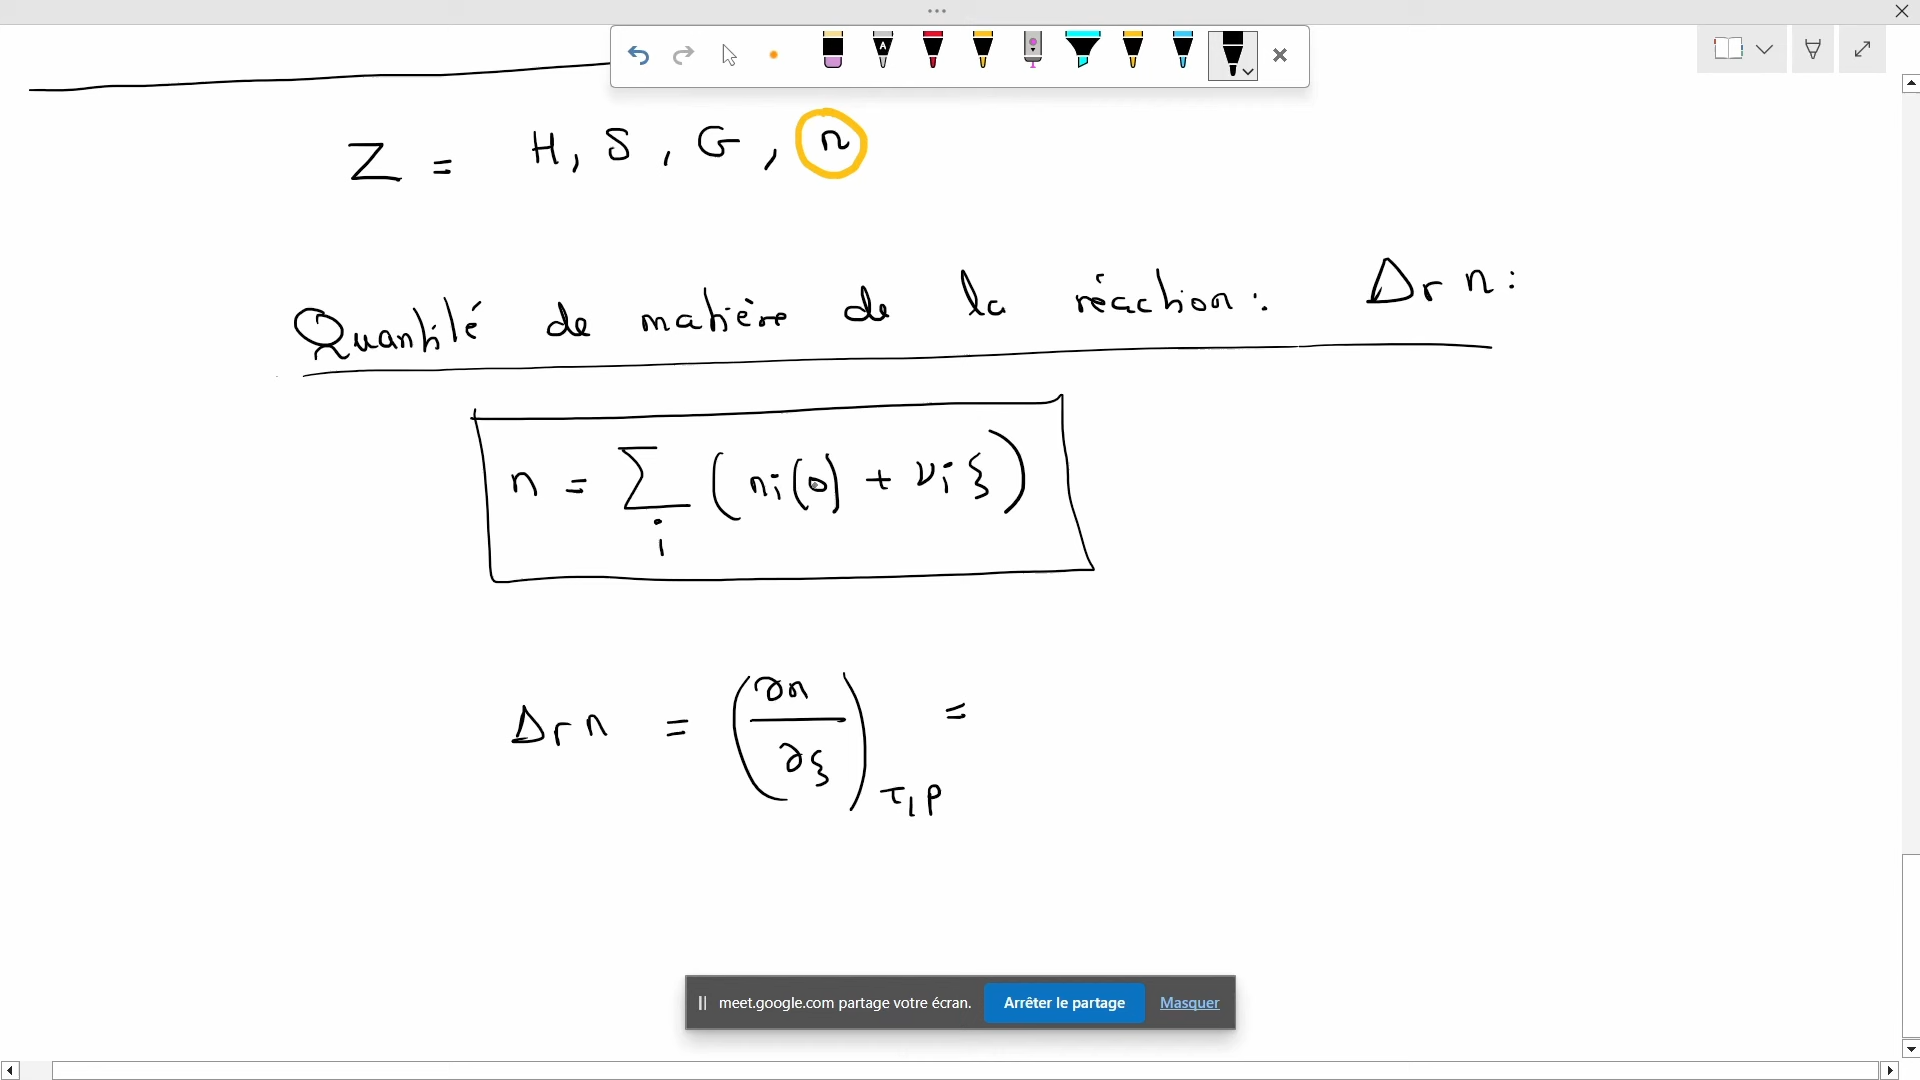 Z = H, S, G, n
Quantité de matière de la réaction : Δr n :
n = ∑i (ni(0) + νi ξ)
Δr n = (∂n/∂ξ)T,P =
meet.google.com partage votre écran. Arrêter le partage Masquer